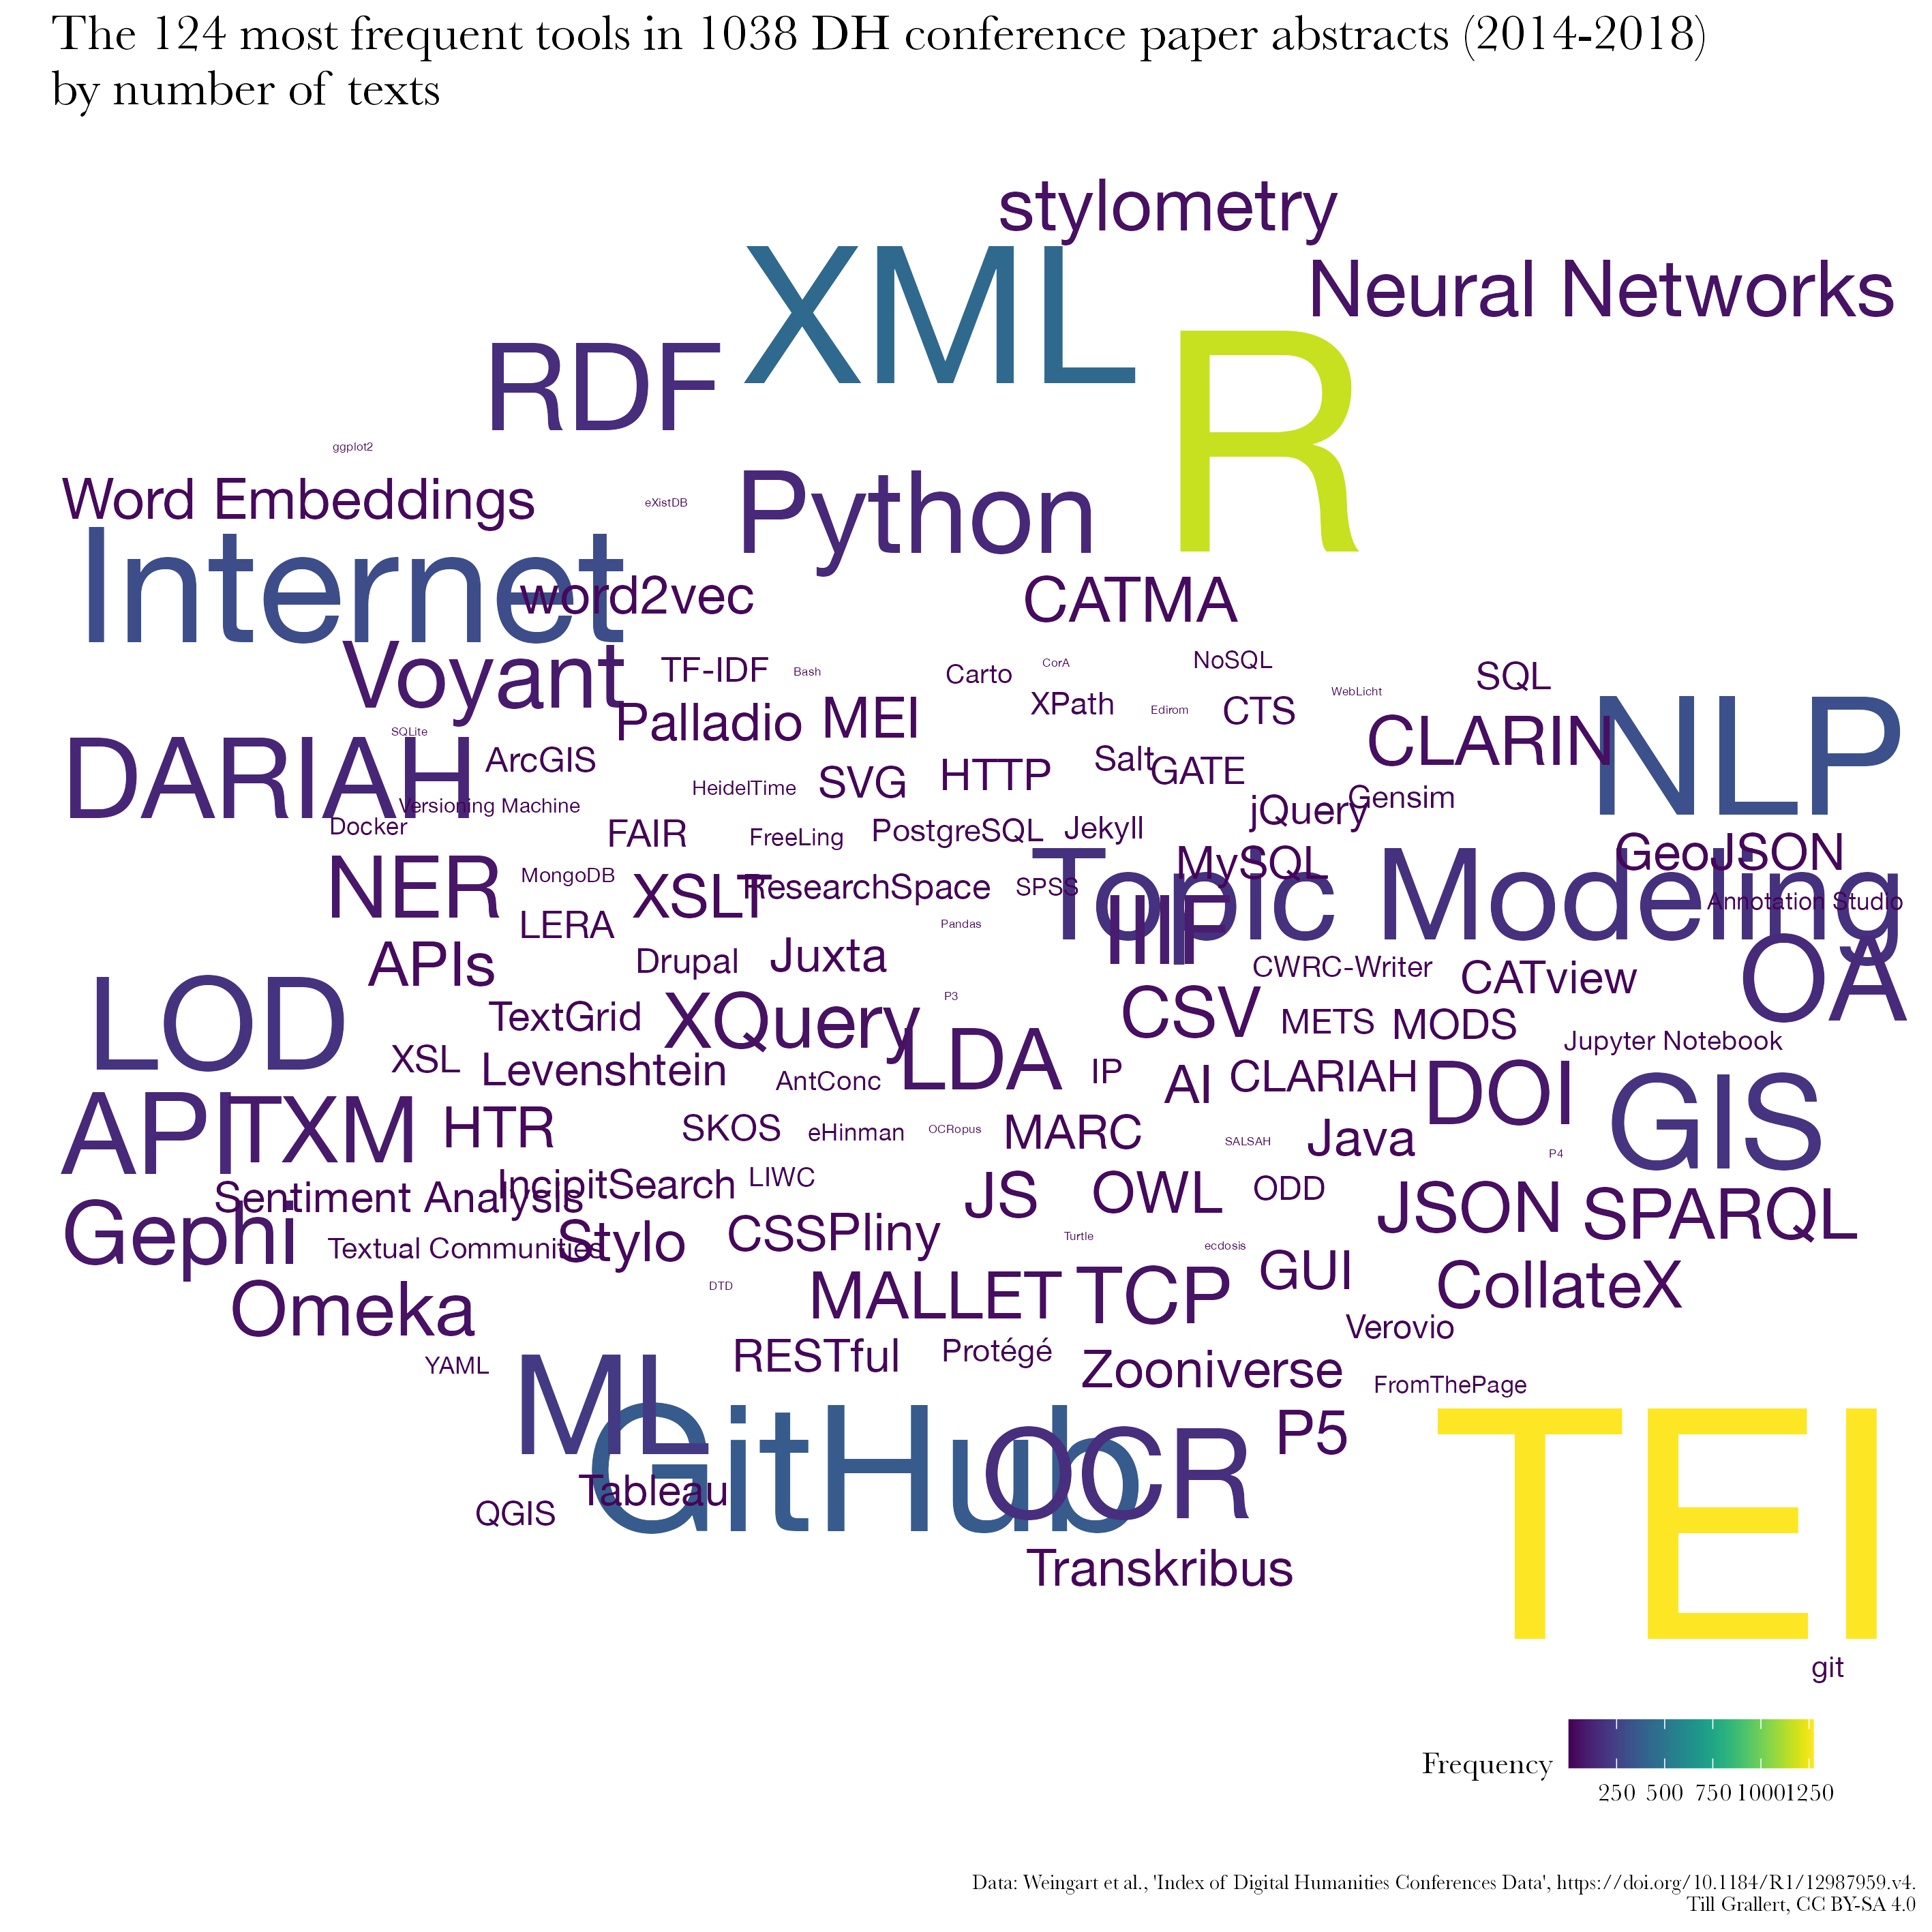 The 124 most frequent tools in 1038 DH conference paper abstracts (2014-2018)
by number of texts
stylometry
XML
Neural Networks
RDF
R
ggplot2
Word Embeddings
eXistDB
Python
Internet
word2vec
CATMA
Voyant
TF-IDF
Bash
Carto
CorA
NoSQL
SQL
WebLicht
Palladio
MEI
XPath
Edirom
CTS
SQLite
CLARIN
NLP
DARIAH
ArcGIS
HeidelTime
SVG
HTTP
Salt
GATE
Gensim
Versioning Machine
jQuery
Docker
FAIR
FreeLing
PostgreSQL
Jekyll
GeoJSON
MySQL
NER
MongoDB
XSLT
ResearchSpace
SPSS
Topic Modeling
Annotation Studio
LERA
Pandas
IIIF
APIs
Drupal
Juxta
CWRC-Writer
CATview
OA
LOD
P3
TextGrid
XQuery
CSV
METS
MODS
Jupyter Notebook
XSL
Levenshtein
LDA
AntConc
IP
AI
CLARIAH
DOI
GIS
API
TXM
HTR
SKOS
eHinman
OCRopus
MARC
SALSAH
Java
P4
Sentiment Analysis
IncipitSearch
LIWC
JS
OWL
ODD
JSON
SPARQL
Gephi
Textual Communities
Stylo
CSS
Pliny
Turtle
ecdosis
GUI
Omeka
DTD
MALLET
TCP
CollateX
YAML
RESTful
Protégé
Zooniverse
Verovio
FromThePage
ML
GitHub
OCR
P5
TEI
Tableau
QGIS
Transkribus
git
Frequency
250 500 750 1000 1250
Data: Weingart et al., 'Index of Digital Humanities Conferences Data', https://doi.org/10.1184/R1/12987959.v4.
Till Grallert, CC BY-SA 4.0